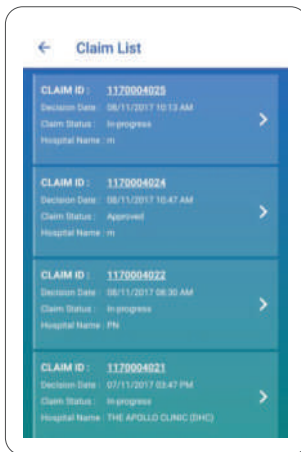 ← Claim List
CLAIM ID : 1170004025
Decision Date : 08/11/2017 10:13 AM
Claim Status : In-progress
Hospital Name : m
CLAIM ID : 1170004024
Decision Date : 08/11/2017 10:47 AM
Claim Status : Approved
Hospital Name : m
CLAIM ID : 1170004022
Decision Date : 08/11/2017 08:30 AM
Claim Status : In-progress
Hospital Name : PN
CLAIM ID : 1170004021
Decision Date : 07/11/2017 03:47 PM
Claim Status : In-progress
Hospital Name : THE APOLLO CLINIC (DHC)